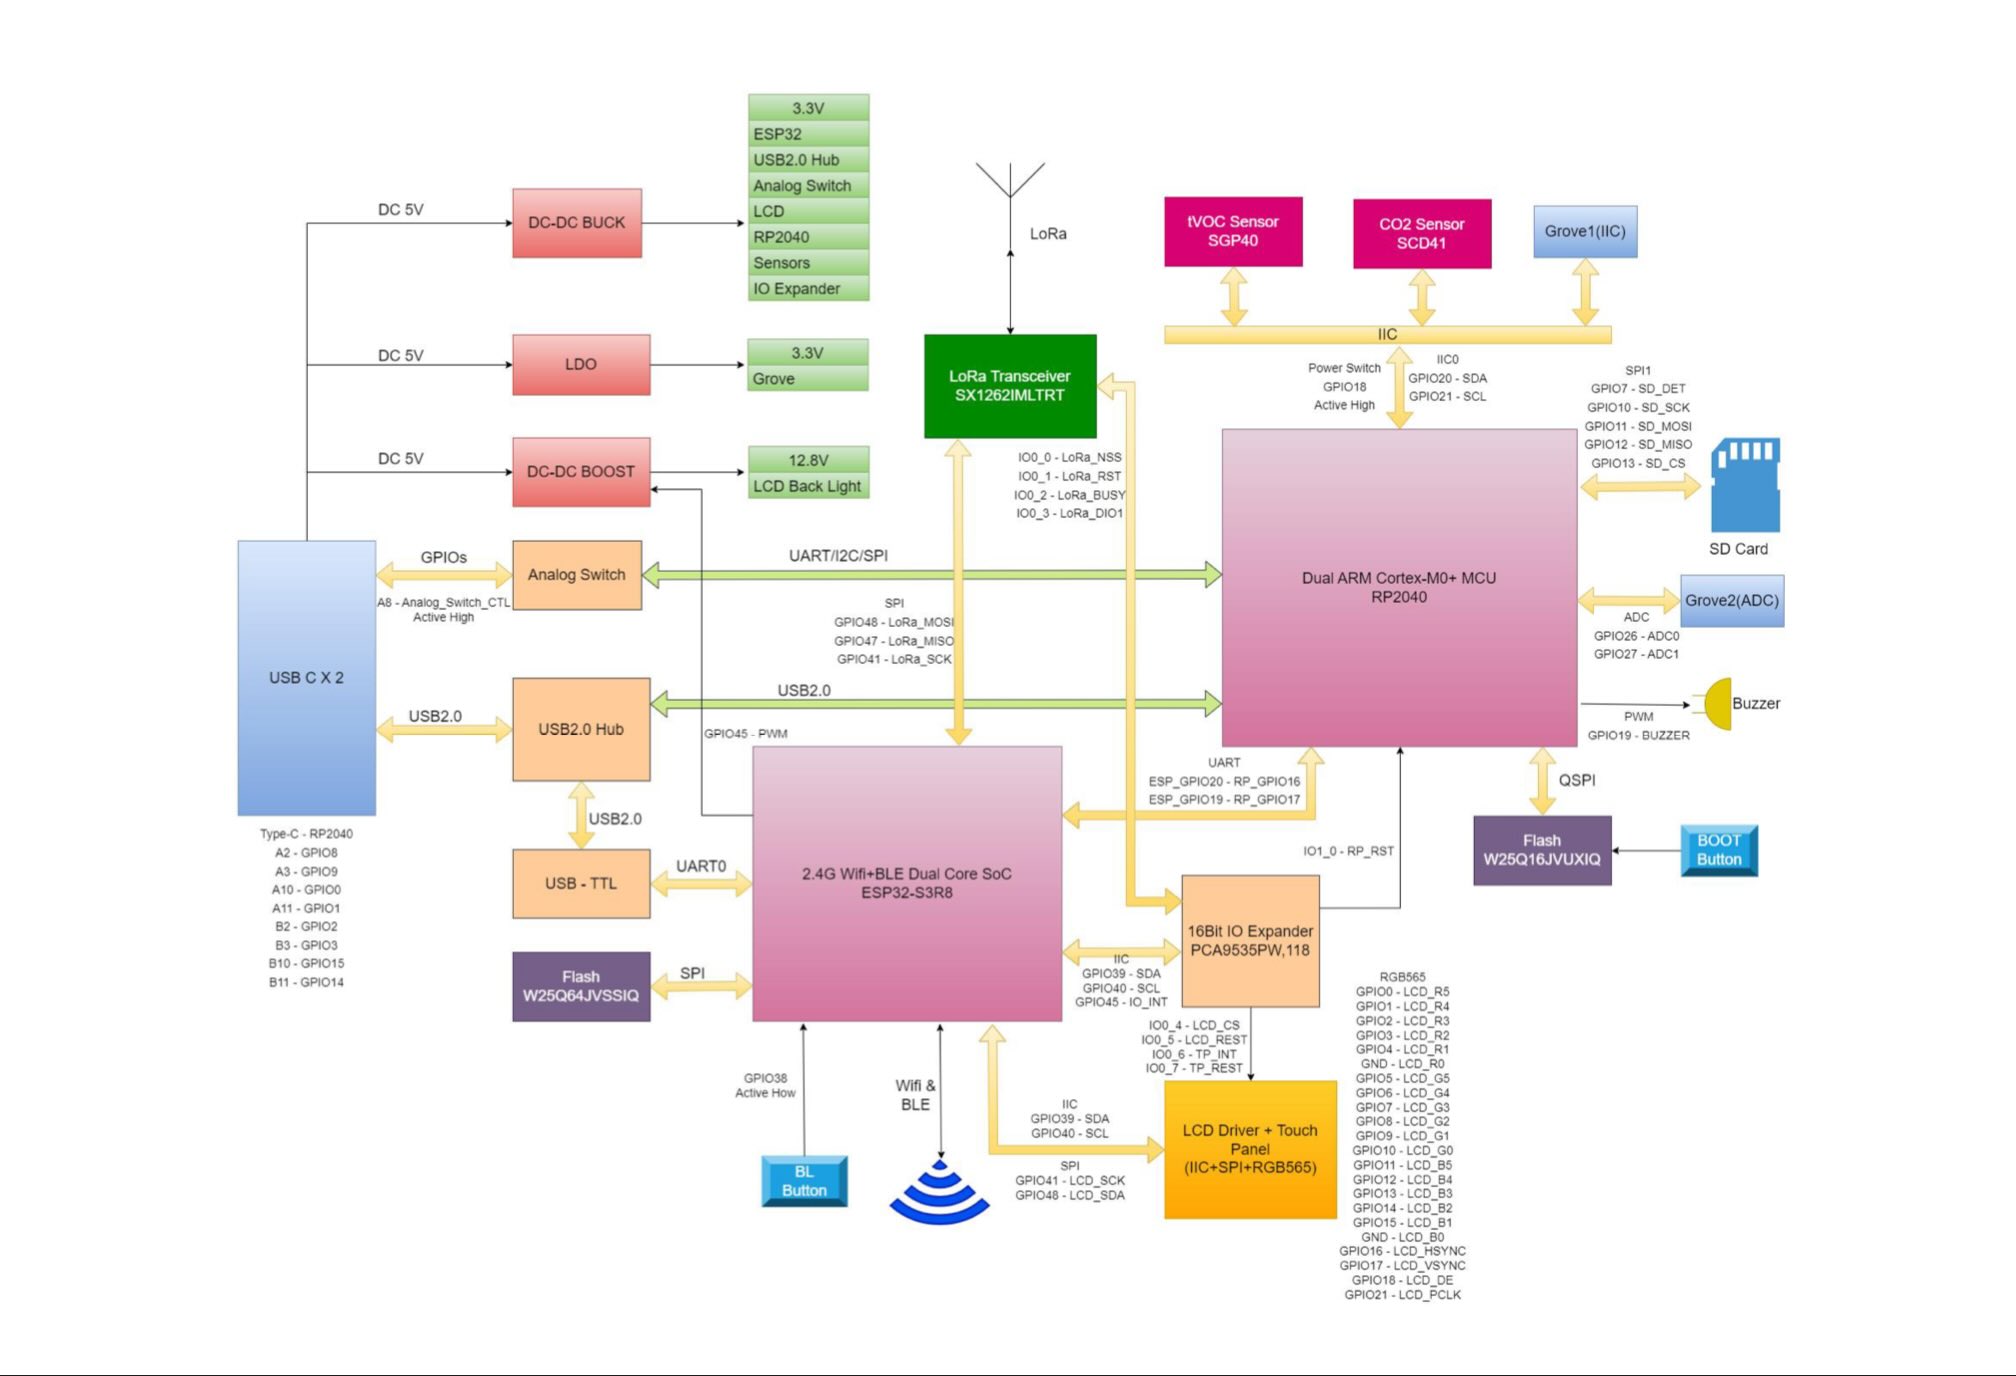 3.3V
ESP32
USB2.0 Hub
Analog Switch
LCD
RP2040
Sensors
IO Expander
DC 5V
DC-DC BUCK
DC 5V
LDO
3.3V
Grove
DC 5V
DC-DC BOOST
12.8V
LCD Back Light
LoRa
LoRa Transceiver
SX1262IMLTRT
IO0_0 - LoRa_NSS
IO0_1 - LoRa_RST
IO0_2 - LoRa_BUSY
IO0_3 - LoRa_DIO1
tVOC Sensor
SGP40
CO2 Sensor
SCD41
Grove1(IIC)
IIC
Power Switch
GPIO18
Active High
IIC0
GPIO20 - SDA
GPIO21 - SCL
SPI1
GPIO7 - SD_DET
GPIO10 - SD_SCK
GPIO11 - SD_MOSI
GPIO12 - SD_MISO
GPIO13 - SD_CS
SD Card
Dual ARM Cortex-M0+ MCU
RP2040
Grove2(ADC)
ADC
GPIO26 - ADC0
GPIO27 - ADC1
Buzzer
PWM
GPIO19 - BUZZER
QSPI
Flash
W25Q16JVUXIQ
BOOT
Button
USB C X 2
GPIOs
A8 - Analog_Switch_CTL
Active High
Analog Switch
UART/I2C/SPI
SPI
GPIO48 - LoRa_MOSI
GPIO47 - LoRa_MISO
GPIO41 - LoRa_SCK
USB2.0
USB2.0 Hub
USB2.0
GPIO45 - PWM
USB2.0
USB - TTL
UART0
Flash
W25Q64JVSSIQ
SPI
Type-C - RP2040
A2 - GPIO8
A3 - GPIO9
A10 - GPIO0
A11 - GPIO1
B2 - GPIO2
B3 - GPIO3
B10 - GPIO15
B11 - GPIO14
2.4G Wifi+BLE Dual Core SoC
ESP32-S3R8
UART
ESP_GPIO20 - RP_GPIO16
ESP_GPIO19 - RP_GPIO17
IO1_0 - RP_RST
16Bit IO Expander
PCA9535PW,118
IIC
GPIO39 - SDA
GPIO40 - SCL
GPIO45 - IO_INT
IO0_4 - LCD_CS
IO0_5 - LCD_REST
IO0_6 - TP_INT
IO0_7 - TP_REST
GPIO38
Active How
BL
Button
Wifi &
BLE
IIC
GPIO39 - SDA
GPIO40 - SCL
SPI
GPIO41 - LCD_SCK
GPIO48 - LCD_SDA
LCD Driver + Touch
Panel
(IIC+SPI+RGB565)
RGB565
GPIO0 - LCD_R5
GPIO1 - LCD_R4
GPIO2 - LCD_R3
GPIO3 - LCD_R2
GPIO4 - LCD_R1
GND - LCD_R0
GPIO5 - LCD_G5
GPIO6 - LCD_G4
GPIO7 - LCD_G3
GPIO8 - LCD_G2
GPIO9 - LCD_G1
GPIO10 - LCD_G0
GPIO11 - LCD_B5
GPIO12 - LCD_B4
GPIO13 - LCD_B3
GPIO14 - LCD_B2
GPIO15 - LCD_B1
GND - LCD_B0
GPIO16 - LCD_HSYNC
GPIO17 - LCD_VSYNC
GPIO18 - LCD_DE
GPIO21 - LCD_PCLK